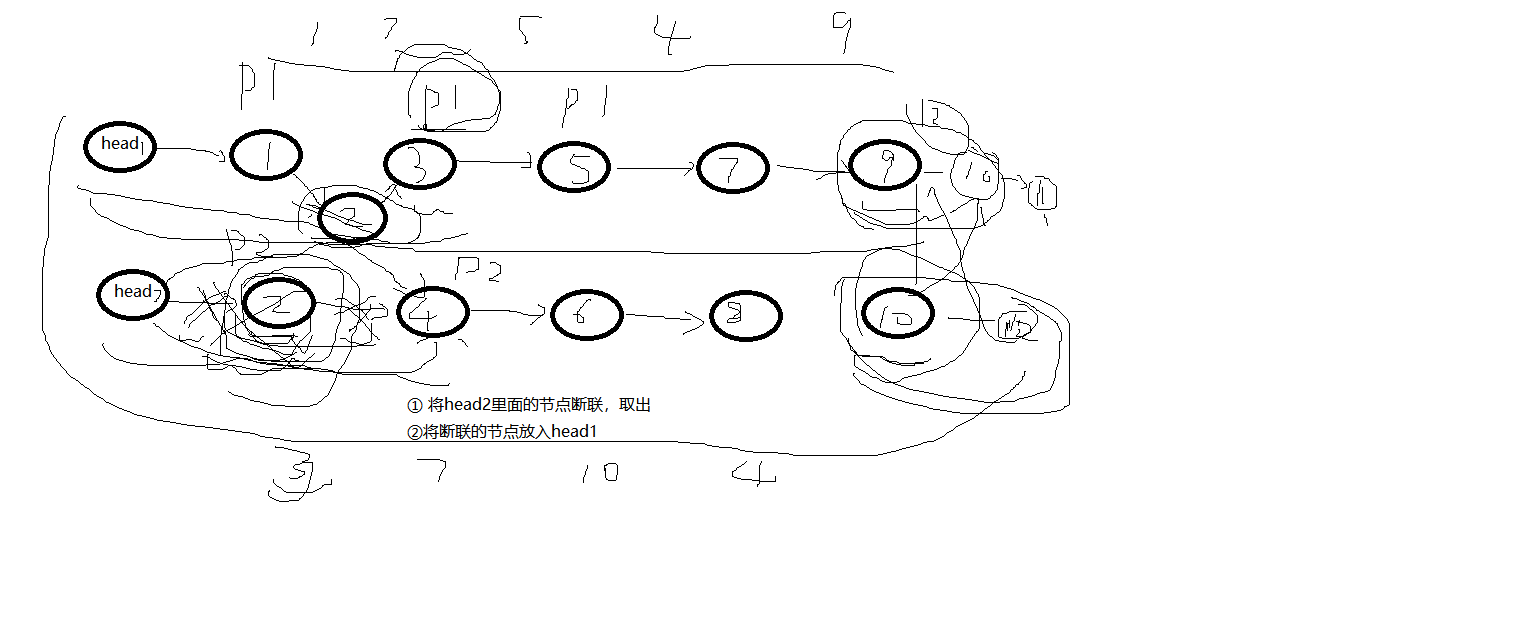 1 7 5 4 9
p1
p1 p1
head1 1 3 5 7 9 10 11
2
p2 p2
head2 2 4 6 8 10
① 将head2里面的节点断联，取出
②将断联的节点放入head1
3 7 10 4